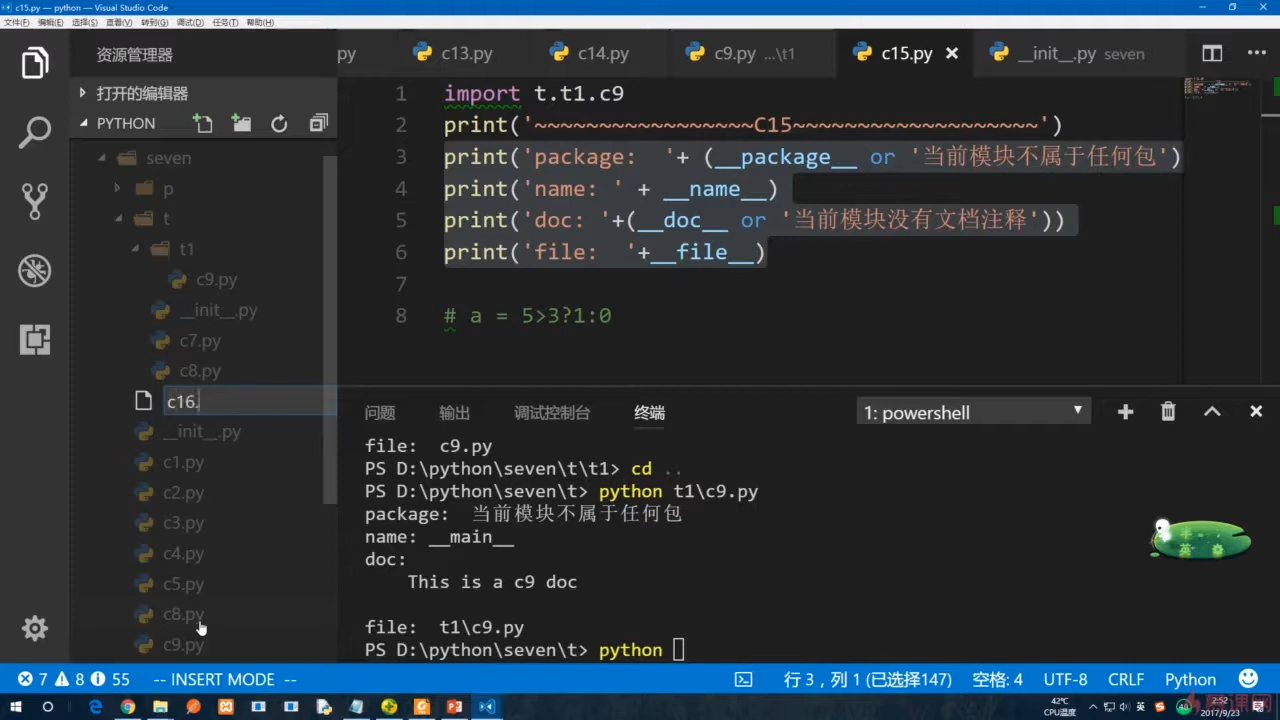 c15.py — python — Visual Studio Code
文件(F) 编辑(E) 选择(S) 查看(V) 转到(G) 调试(D) 任务(T) 帮助(H)
资源管理器
py c13.py c14.py c9.py ...\t1 c15.py __init__.py seven
打开的编辑器
PYTHON
seven
p
t
t1
c9.py
__init__.py
c7.py
c8.py
c16.
__init__.py
c1.py
c2.py
c3.py
c4.py
c5.py
c8.py
c9.py
1 import t.t1.c9
2 print('~~~~~~~~~~~~~~~~~C15~~~~~~~~~~~~~~~~~~~')
3 print('package:  '+ (__package__ or '当前模块不属于任何包')
4 print('name: ' + __name__)
5 print('doc: '+(__doc__ or '当前模块没有文档注释'))
6 print('file:  '+__file__)
7
8 # a = 5>3?1:0
问题 输出 调试控制台 终端 1: powershell
file:  c9.py
PS D:\python\seven\t\t1> cd ..
PS D:\python\seven\t> python t1\c9.py
package:  当前模块不属于任何包
name: __main__
doc:
    This is a c9 doc
file:  t1\c9.py
PS D:\python\seven\t> python
7 8 55 -- INSERT MODE -- 行 3，列 1 (已选择147) 空格: 4 UTF-8 CRLF Python
42℃
CPU温度
英
40
2:52
2017/9/23